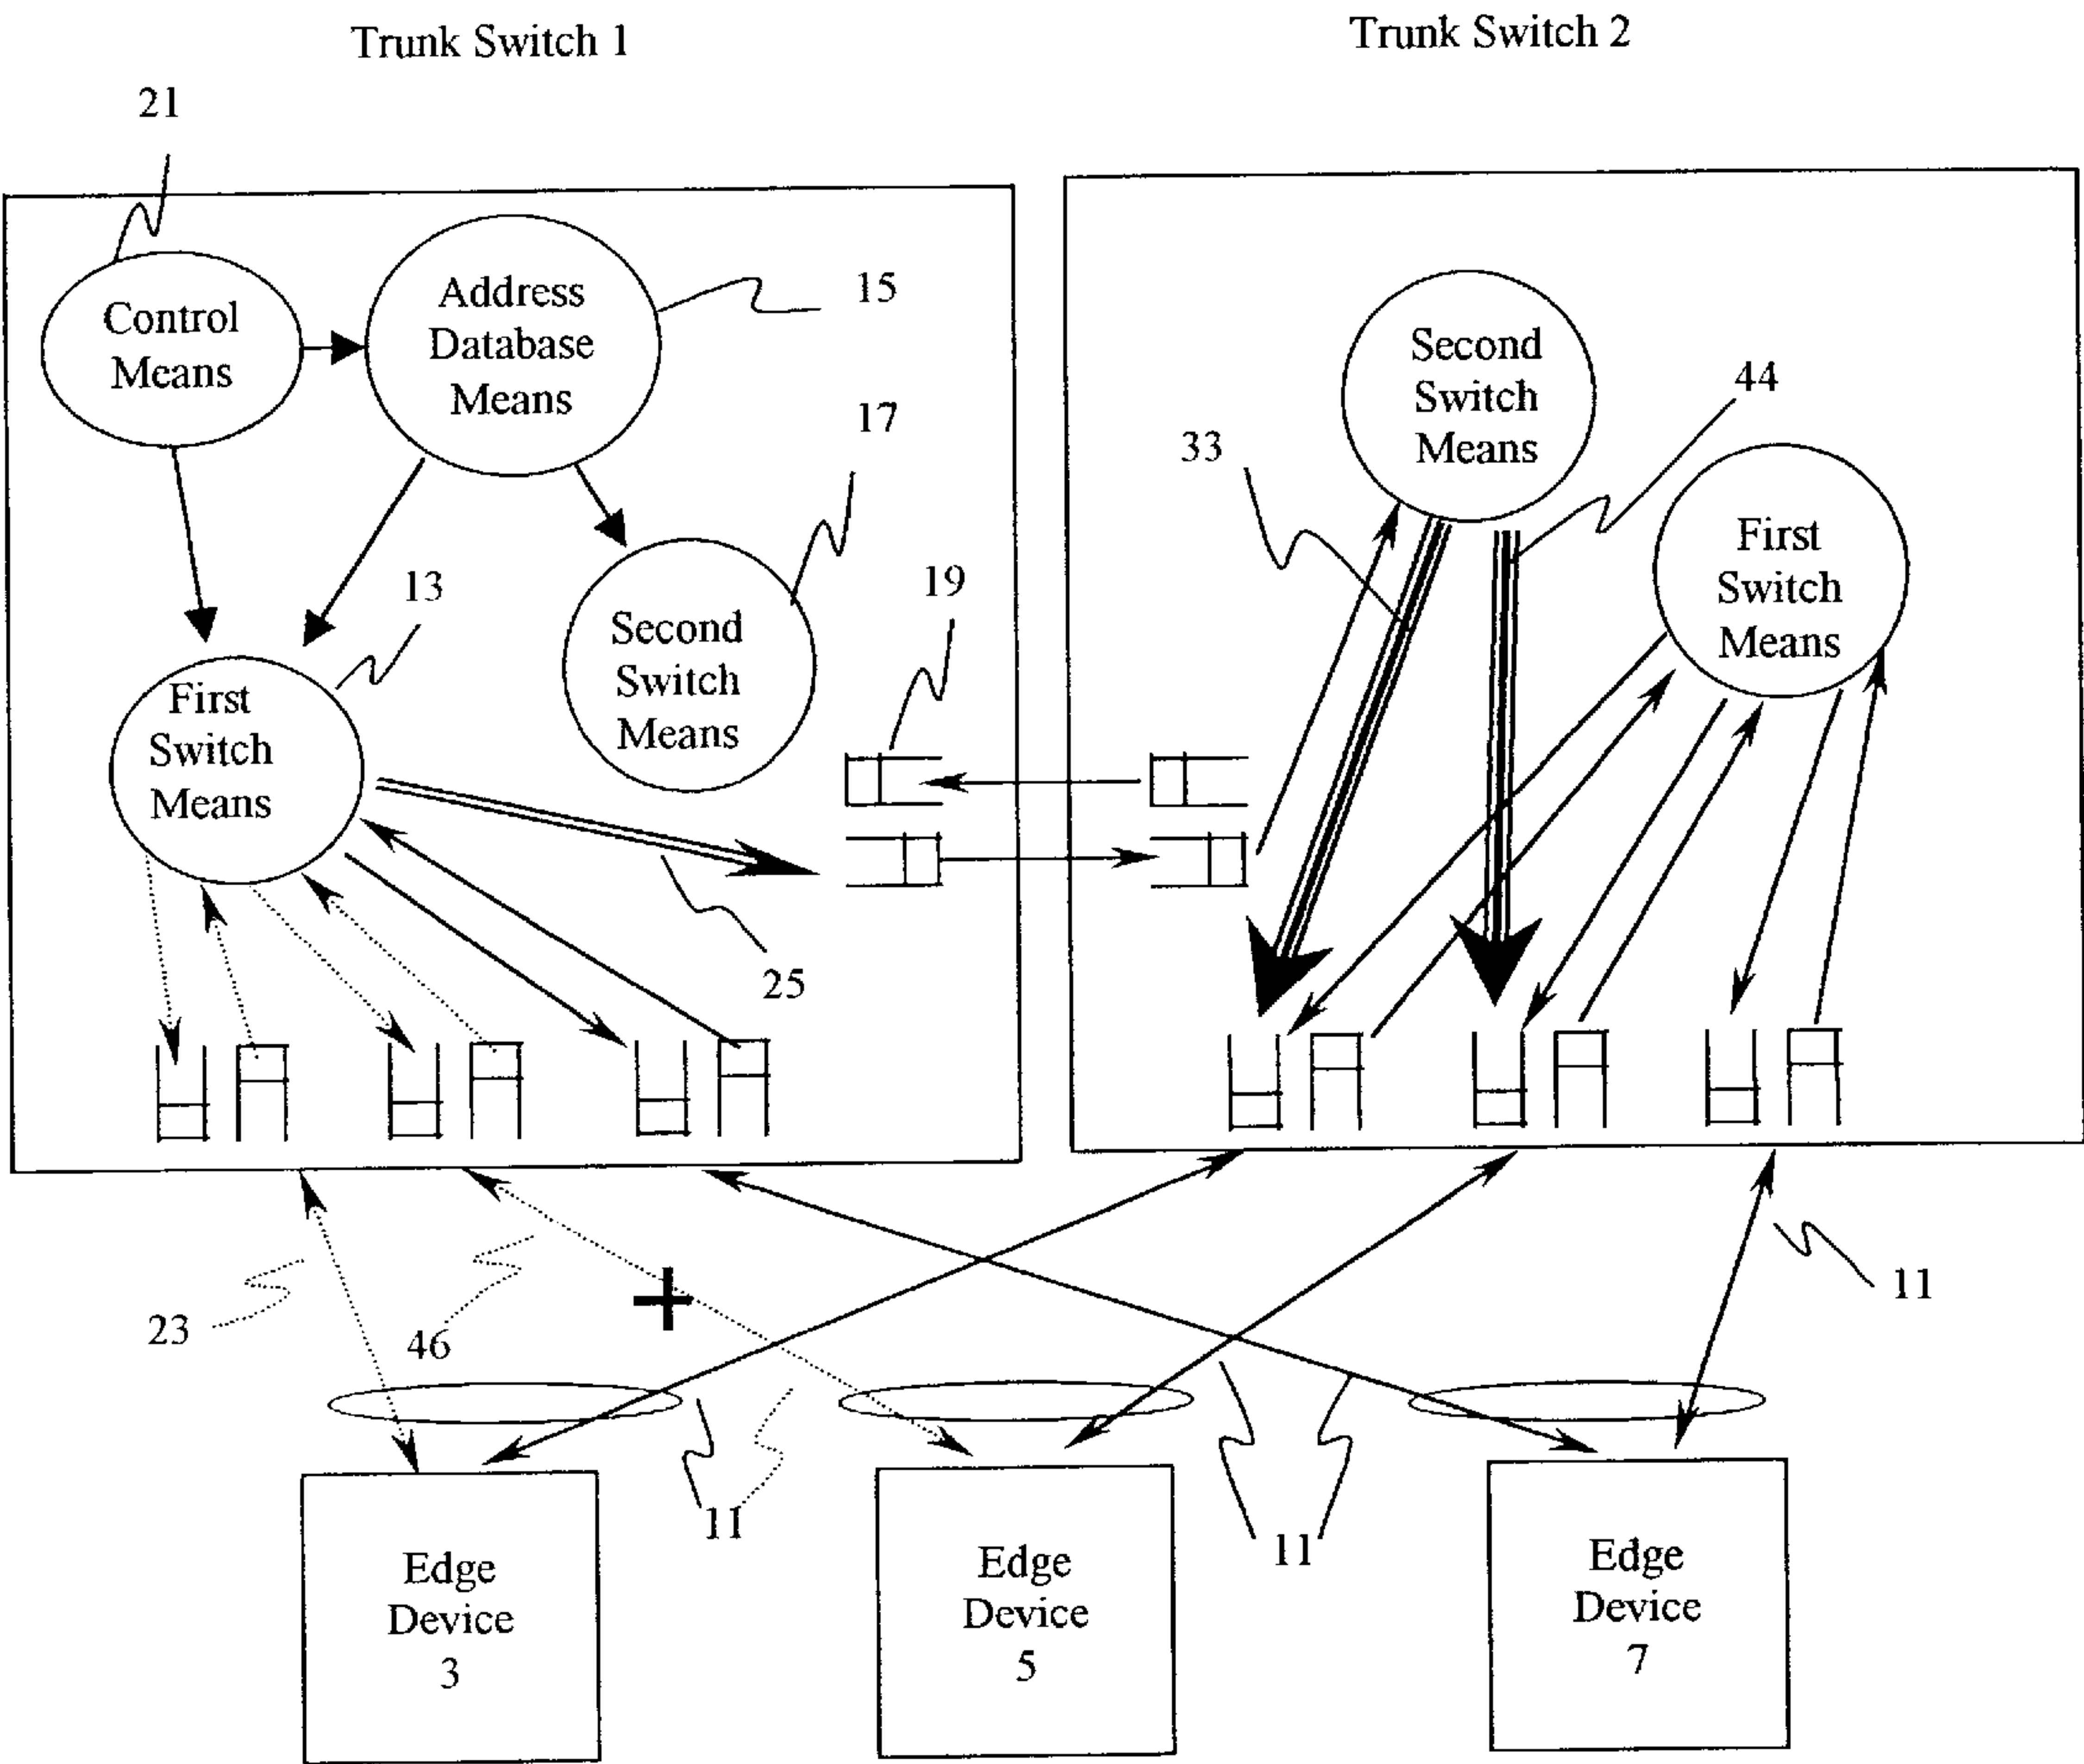 Trunk Switch 1
Trunk Switch 2
21
Control
Means
Address
Database
Means
15
17
Second
Switch
Means
44
33
First
Switch
Means
13
19
Second
Switch
Means
First
Switch
Means
25
23
46
11
11
11
Edge
Device
3
Edge
Device
5
Edge
Device
7